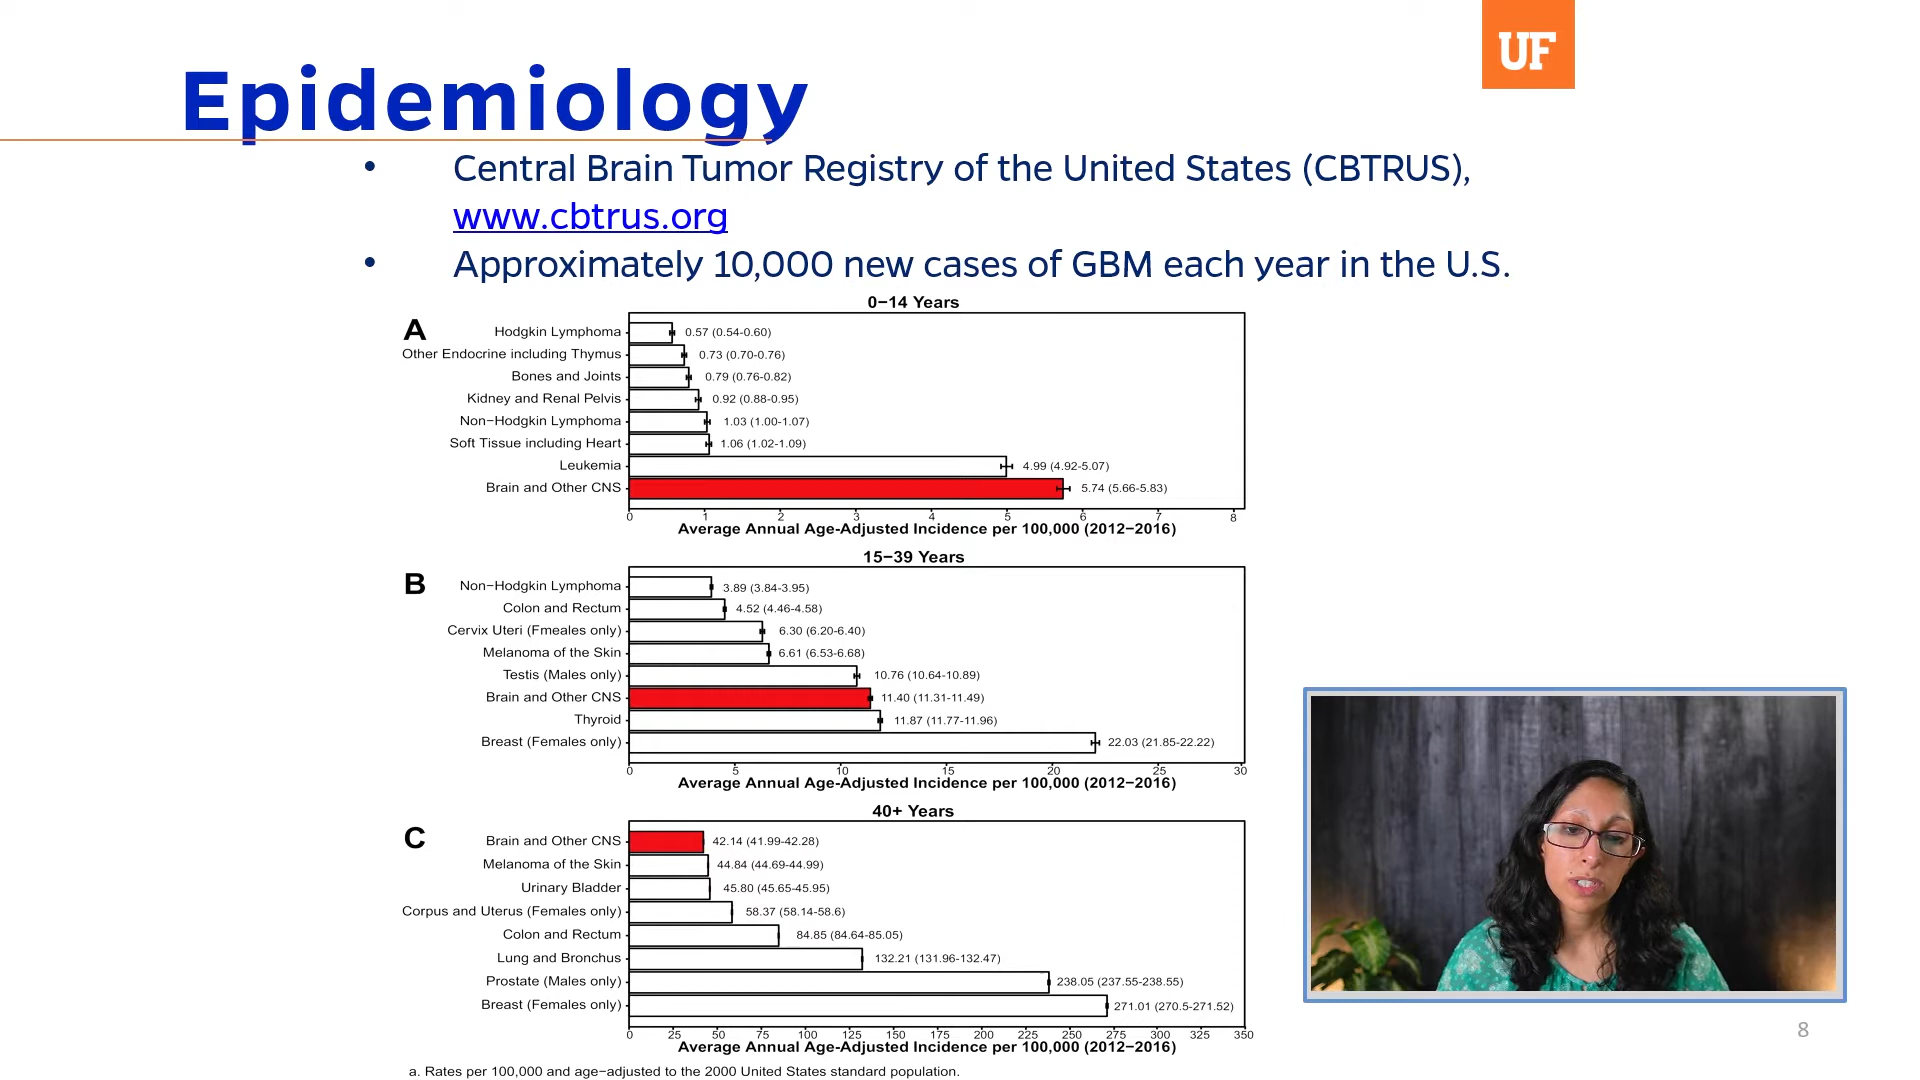 UF
Epidemiology
• Central Brain Tumor Registry of the United States (CBTRUS),
www.cbtrus.org
• Approximately 10,000 new cases of GBM each year in the U.S.
0−14 Years
A
Hodgkin Lymphoma 0.57 (0.54-0.60)
Other Endocrine including Thymus 0.73 (0.70-0.76)
Bones and Joints 0.79 (0.76-0.82)
Kidney and Renal Pelvis 0.92 (0.88-0.95)
Non−Hodgkin Lymphoma 1.03 (1.00-1.07)
Soft Tissue including Heart 1.06 (1.02-1.09)
Leukemia 4.99 (4.92-5.07)
Brain and Other CNS 5.74 (5.66-5.83)
0 1 2 3 4 5 6 7 8
Average Annual Age-Adjusted Incidence per 100,000 (2012−2016)
15−39 Years
B
Non−Hodgkin Lymphoma 3.89 (3.84-3.95)
Colon and Rectum 4.52 (4.46-4.58)
Cervix Uteri (Fmeales only) 6.30 (6.20-6.40)
Melanoma of the Skin 6.61 (6.53-6.68)
Testis (Males only) 10.76 (10.64-10.89)
Brain and Other CNS 11.40 (11.31-11.49)
Thyroid 11.87 (11.77-11.96)
Breast (Females only) 22.03 (21.85-22.22)
0 5 10 15 20 25 30
Average Annual Age-Adjusted Incidence per 100,000 (2012−2016)
40+ Years
C
Brain and Other CNS 42.14 (41.99-42.28)
Melanoma of the Skin 44.84 (44.69-44.99)
Urinary Bladder 45.80 (45.65-45.95)
Corpus and Uterus (Females only) 58.37 (58.14-58.6)
Colon and Rectum 84.85 (84.64-85.05)
Lung and Bronchus 132.21 (131.96-132.47)
Prostate (Males only) 238.05 (237.55-238.55)
Breast (Females only) 271.01 (270.5-271.52)
0 25 50 75 100 125 150 175 200 225 250 275 300 325 350
Average Annual Age-Adjusted Incidence per 100,000 (2012−2016)
a. Rates per 100,000 and age−adjusted to the 2000 United States standard population.
8